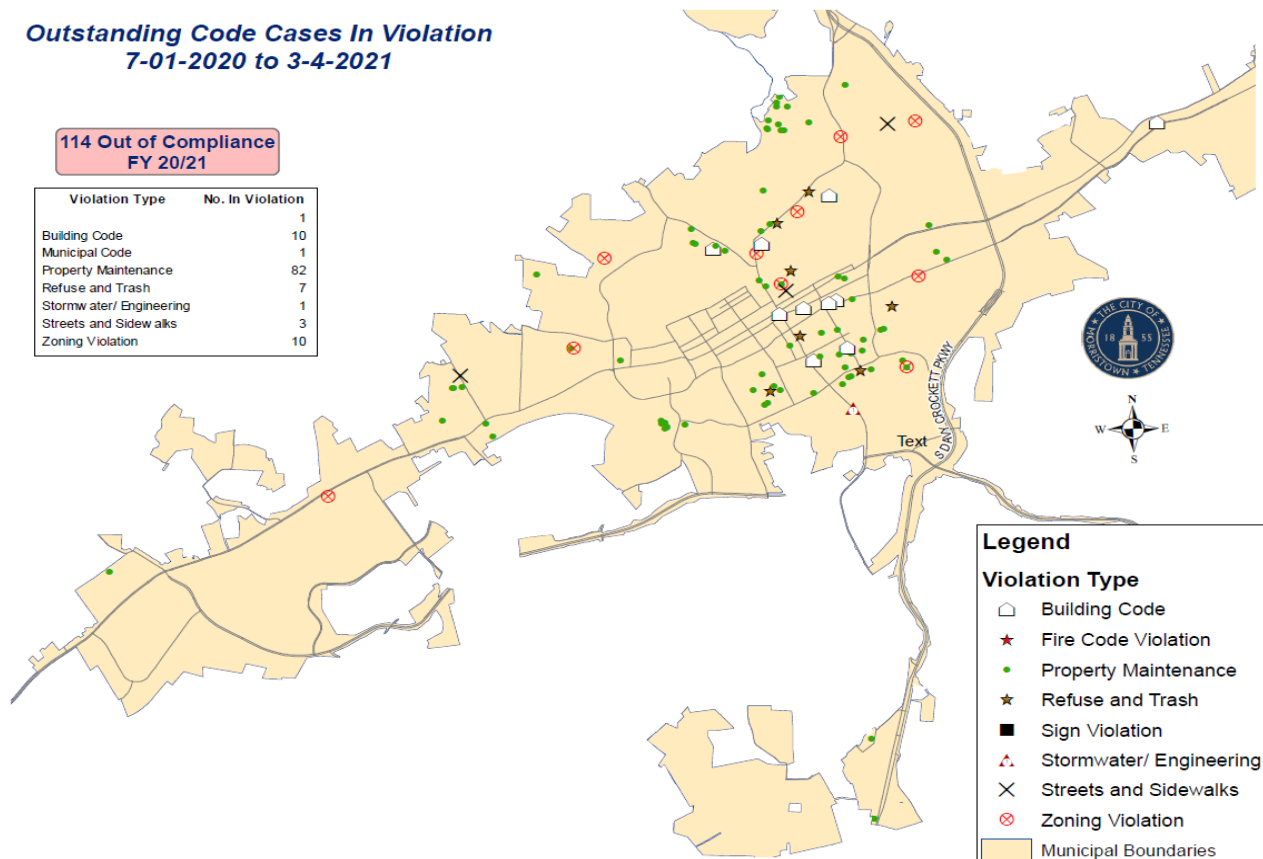 Outstanding Code Cases In Violation
7-01-2020 to 3-4-2021
114 Out of Compliance
FY 20/21
Violation Type No. In Violation
1
Building Code 10
Municipal Code 1
Property Maintenance 82
Refuse and Trash 7
Stormwater/ Engineering 1
Streets and Sidewalks 3
Zoning Violation 10
THE CITY OF
18 55
MORRISTOWN ★ TENNESSEE
N
W E
S
S DAVY CROCKETT PKWY
Text
Legend
Violation Type
Building Code
Fire Code Violation
Property Maintenance
Refuse and Trash
Sign Violation
Stormwater/ Engineering
Streets and Sidewalks
Zoning Violation
Municipal Boundaries